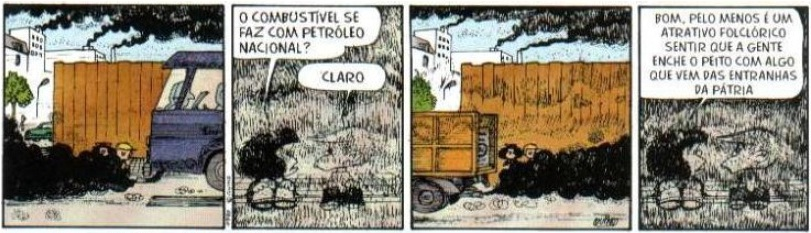 O COMBUSTÍVEL SE
FAZ COM PETRÓLEO
NACIONAL?
CLARO
BOM, PELO MENOS É UM
ATRATIVO FOLCLÓRICO
SENTIR QUE A GENTE
ENCHE O PEITO COM ALGO
QUE VEM DAS ENTRANHAS
DA PÁTRIA